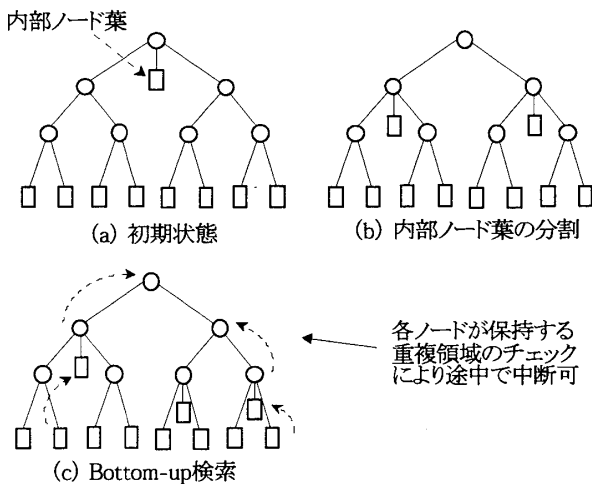 内部ノード葉
(a) 初期状態
(b) 内部ノード葉の分割
各ノードが保持する
重複領域のチェック
により途中で中断可
(c) Bottom-up検索